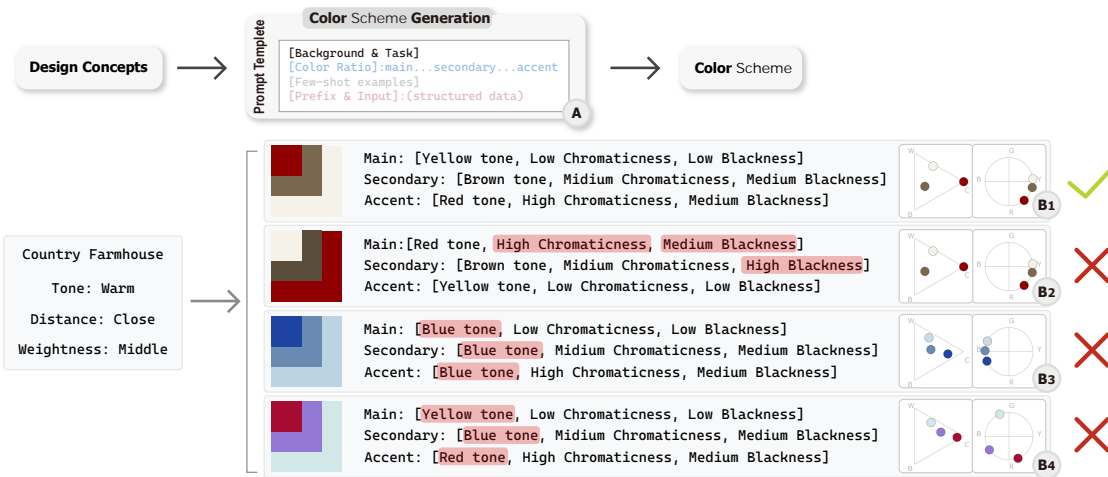 Color Scheme Generation
Design Concepts
Prompt Templete
[Background & Task]
[Color Ratio]:main...secondary...accent
[Few-shot examples]
[Prefix & Input]:(structured data)
A
Color Scheme
Main: [Yellow tone, Low Chromaticness, Low Blackness]
Secondary: [Brown tone, Midium Chromaticness, Medium Blackness]
Accent: [Red tone, High Chromaticness, Medium Blackness]
W
B
C
G
B
Y
R
B1
Country Farmhouse
Tone: Warm
Distance: Close
Weightness: Middle
Main:[Red tone, High Chromaticness, Medium Blackness]
Secondary: [Brown tone, Midium Chromaticness, High Blackness]
Accent: [Yellow tone, Low Chromaticness, Low Blackness]
W
B
C
G
B
Y
R
B2
Main: [Blue tone, Low Chromaticness, Low Blackness]
Secondary: [Blue tone, Midium Chromaticness, Medium Blackness]
Accent: [Blue tone, High Chromaticness, Medium Blackness]
W
B
C
G
B
Y
R
B3
Main: [Yellow tone, Low Chromaticness, Low Blackness]
Secondary: [Blue tone, Midium Chromaticness, Medium Blackness]
Accent: [Red tone, High Chromaticness, Medium Blackness]
W
B
C
G
B
Y
R
B4